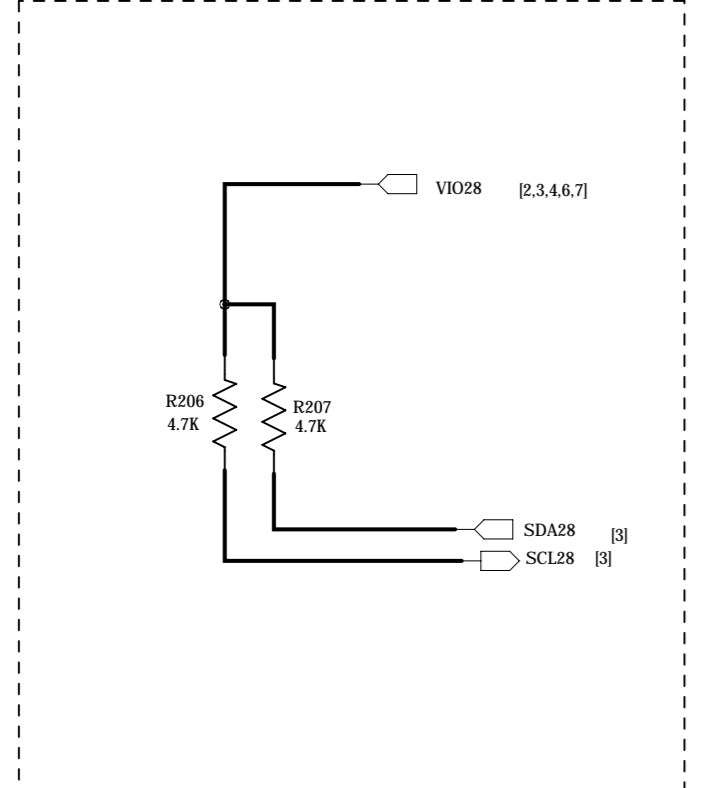 VIO28 [2,3,4,6,7]
R206
4.7K
R207
4.7K
SDA28 [3]
SCL28 [3]